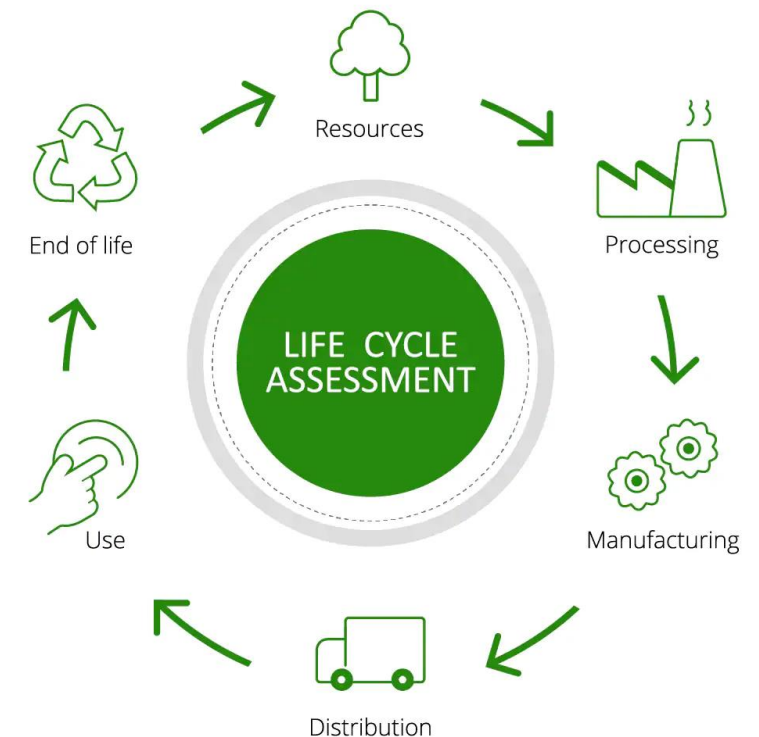 Resources
Processing
Manufacturing
Distribution
Use
End of life
LIFE CYCLE
ASSESSMENT